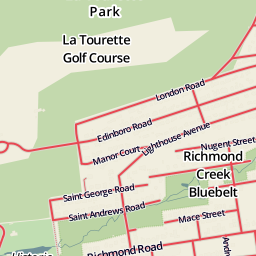 Park
La Tourette
Golf Course
London Road
Edinboro Road
Lighthouse Avenue
Manor Court
Nugent Street
Richmond
Creek
Bluebelt
Saint George Road
Saint Andrews Road
Mace Street
Richmond Road
Historic